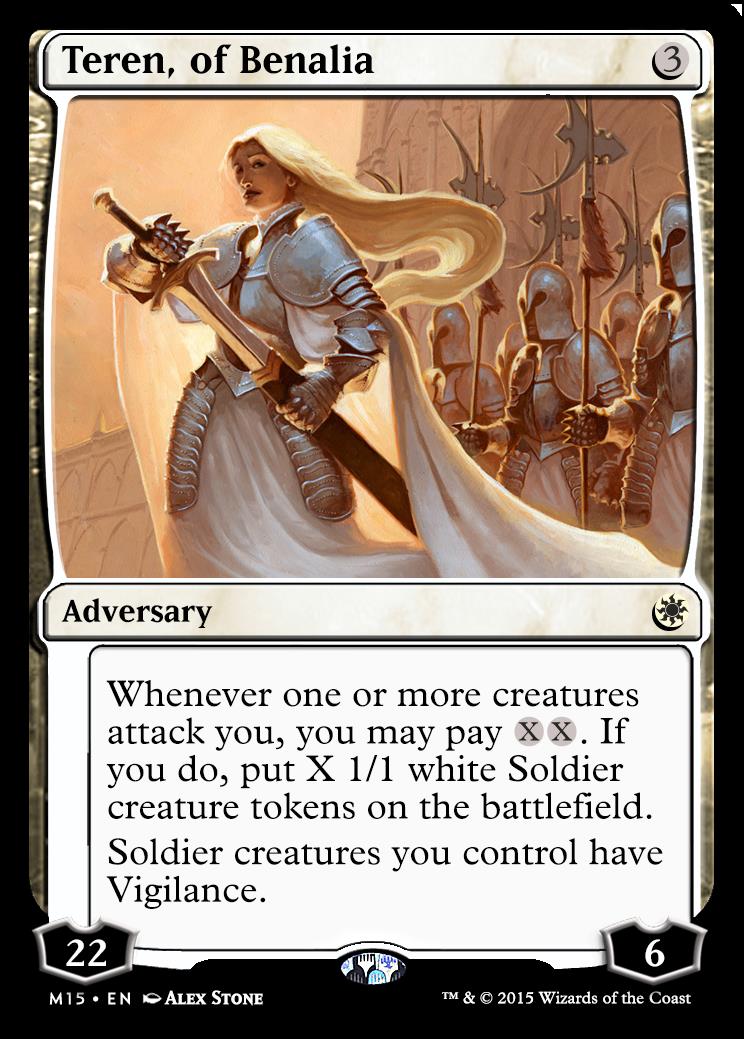 Teren, of Benalia 3
Adversary
Whenever one or more creatures
attack you, you may pay XX. If
you do, put X 1/1 white Soldier
creature tokens on the battlefield.
Soldier creatures you control have
Vigilance.
22 6
M15 • EN Alex Stone ™ & © 2015 Wizards of the Coast